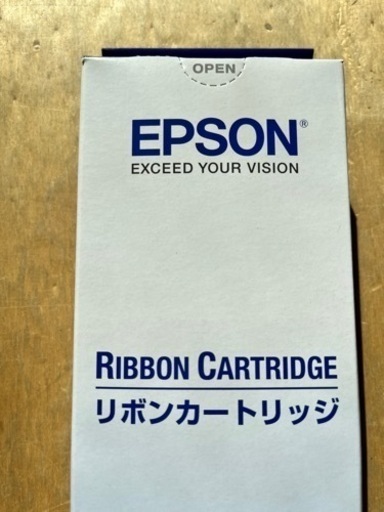 OPEN
EPSON®
EXCEED YOUR VISION
RIBBON CARTRIDGE
リボンカートリッジ